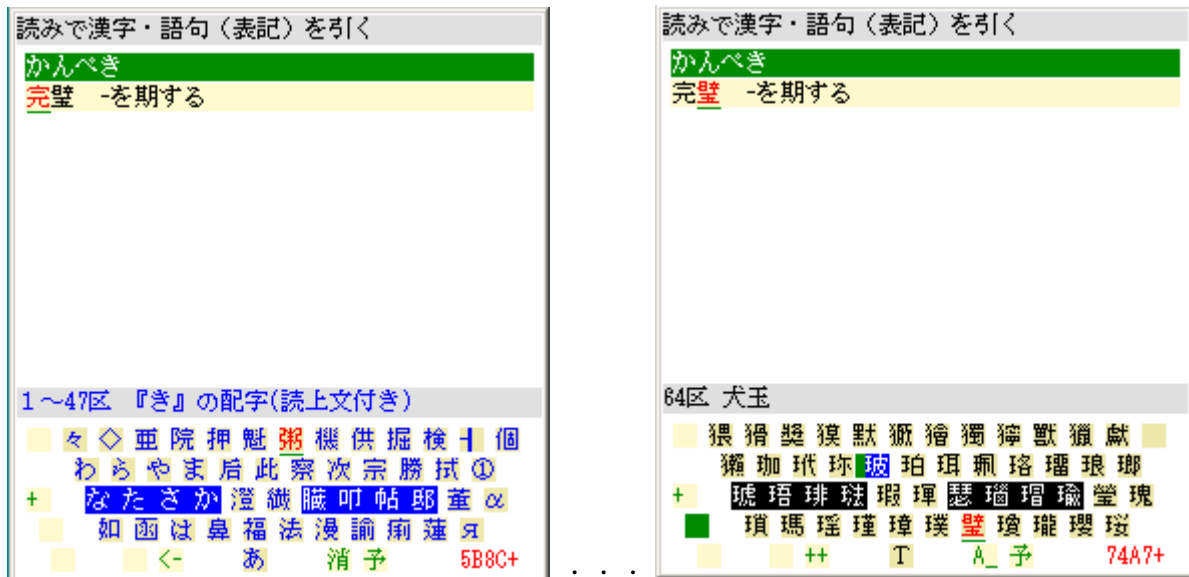 読みで漢字・語句（表記）を引く
かんぺき
完璧 -を期する
1～47区 『き』の配字(読上文付き)
々 ◇ 亜 院 押 魁 粥 機 供 掘 検 ┨ 個
わ ら や ま 后 此 察 次 宗 勝 拭 ①
+ な た さ か 澄 繊 臓 叩 帖 邸 董 α
如 函 は 鼻 福 法 漫 諭 痢 蓮 я
<- あ 消 予 5B8C+
. . .
読みで漢字・語句（表記）を引く
かんぺき
完璧 -を期する
64区 犬玉
猥 猾 獎 獏 默 獗 獪 獨 獰 獸 獵 獻
獺 珈 玳 珎 玻 珀 珥 珮 珞 璢 琅 瑯
+ 琥 珸 琲 琺 瑕 琿 瑟 瑙 瑁 瑜 瑩 瑰
瑣 瑪 瑶 瑾 璋 璞 璧 瓊 瓏 瓔 珱
++ T A_ 予 74A7+